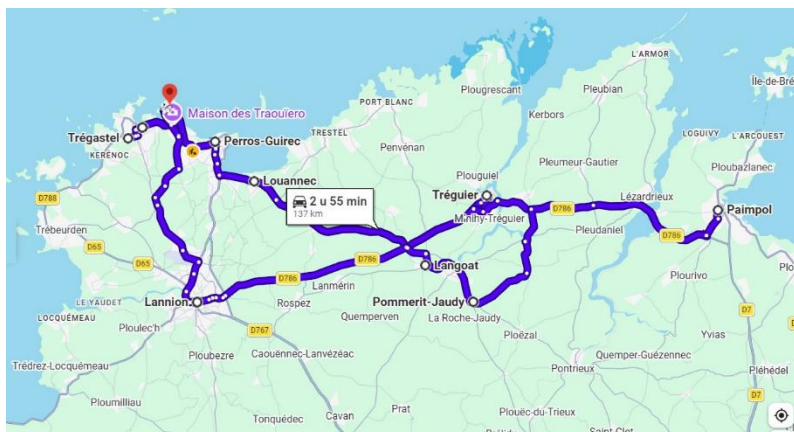 L'ARMOR
Île-de-Bré
Plougrescant
Pleubian
Maison des Traouïero
PORT BLANC
Kerbors
LOGUIVY
L'ARCOUEST
Trégastel
Perros-Guirec
TRESTEL
Penvénan
KERÉNOC
Ploubazlanec
Plouguiel
Pleumeur-Gautier
Louannec
D788
2 u 55 min
137 km
Tréguier
Lézardrieux
Trébeurden
Minihy-Tréguier
D786
Paimpol
D65
Pleudaniel
D786
D65
D786
Langoat
Plourivo
D786
Lanmérin
LE YAUDET
Lannion
Rospez
Pommerit-Jaudy
D7
LOCQUÉMEAU
Quemperven
La Roche-Jaudy
Ploulec'h
D767
Ploëzal
Yvias
Trédrez-Locquémeau
Ploubezre
Caouënnec-Lanvézéac
Quemper-Guézennec
Pontrieux
Pléhédel
Ploumilliau
Prat
D7
Tonquédec
Cavan
Plouëc-du-Trieux